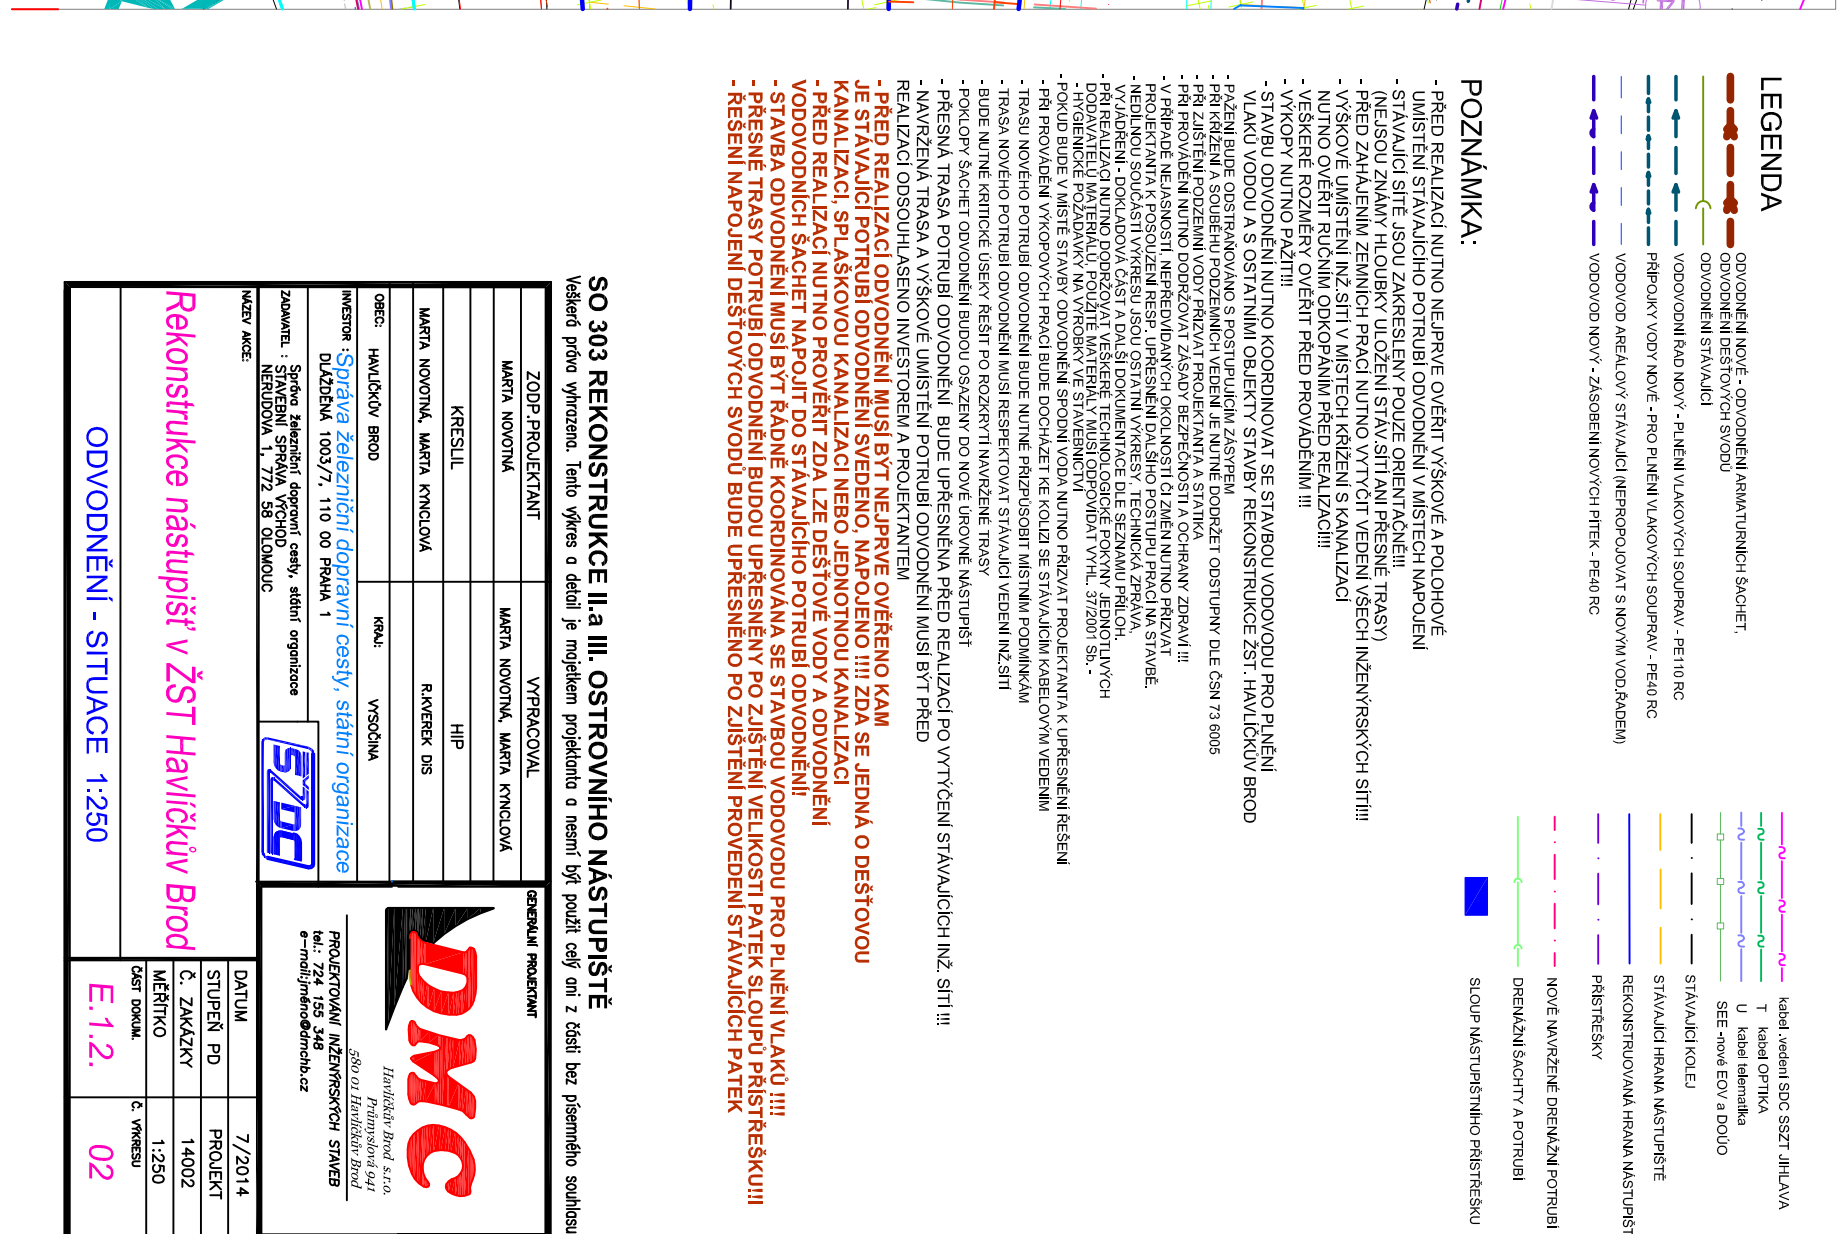 LEGENDA
ODVODNĚNÍ NOVÉ - ODVODNĚNÍ ARMATURNÍCH ŠACHET,
ODVODNĚNÍ DEŠŤOVÝCH SVODŮ
ODVODNĚNÍ STÁVAJÍCÍ
VODOVODNÍ ŘAD NOVÝ - PLNĚNÍ VLAKOVÝCH SOUPRAV - PE110 RC
PŘÍPOJKY VODY NOVÉ - PRO PLNĚNÍ VLAKOVÝCH SOUPRAV - PE40 RC
VODOVOD AREÁLOVÝ STÁVAJÍCÍ (NEPROPOJOVAT S NOVÝM VOD.ŘADEM)
VODOVOD NOVÝ - ZÁSOBENÍ NOVÝCH PÍTEK - PE40 RC
kabel .vedení SDC SSZT JIHLAVA
T kabel OPTIKA
U kabel telematika
SEE -nové EOV a DOÚO
STÁVAJÍCÍ KOLEJ
STÁVAJÍCÍ HRANA NÁSTUPIŠTĚ
REKONSTRUOVANÁ HRANA NÁSTUPIŠT
PŘÍSTŘEŠKY
NOVĚ NAVRŽENÉ DRENÁŽNÍ POTRUBÍ
DRENÁŽNÍ ŠACHTY A POTRUBÍ
SLOUP NÁSTUPIŠTNÍHO PŘÍSTŘEŠKU
POZNÁMKA:
- PŘED REALIZACÍ NUTNO NEJPRVE OVĚŘIT VÝŠKOVÉ A POLOHOVÉ
UMÍSTĚNÍ STÁVAJÍCÍHO POTRUBÍ ODVODNĚNÍ V MÍSTECH NAPOJENÍ
- STÁVAJÍCÍ SÍTĚ JSOU ZAKRESLENY POUZE ORIENTAČNĚ!!!
(NEJSOU ZNÁMY HLOUBKY ULOŽENÍ STÁV.SÍTÍ ANI PŘESNÉ TRASY)
- PŘED ZAHÁJENÍM ZEMNÍCH PRACÍ NUTNO VYTYČIT VEDENÍ VŠECH INŽENÝRSKÝCH SÍTÍ!!!
- VÝŠKOVÉ UMÍSTĚNÍ INŽ.SÍTÍ V MÍSTECH KŘÍŽENÍ S KANALIZACÍ
NUTNO OVĚŘIT RUČNÍM ODKOPÁNÍM PŘED REALIZACÍ!!!
- VEŠKERÉ ROZMĚRY OVĚŘIT PŘED PROVÁDĚNÍM !!!
- VÝKOPY NUTNO PAŽIT!!!
- STAVBU ODVODNĚNÍ NUTNO KOORDINOVAT SE STAVBOU VODOVODU PRO PLNĚNÍ
VLAKŮ VODOU A S OSTATNÍMI OBJEKTY STAVBY REKONSTRUKCE ŽST . HAVLÍČKŮV BROD
- PAŽENÍ BUDE ODSTRAŇOVÁNO S POSTUPUJÍCÍM ZÁSYPEM
- PŘI KŘÍŽENÍ A SOUBĚHU PODZEMNÍCH VEDENÍ JE NUTNÉ DODRŽET ODSTUPNY DLE ČSN 73 6005
- PŘI ZJIŠTĚNÍ PODZEMNÍ VODY PŘIZVAT PROJEKTANTA A STATIKA
- PŘI PROVÁDĚNÍ NUTNO DODRŽOVAT ZÁSADY BEZPEČNOSTI A OCHRANY ZDRAVÍ !!!
- V PŘÍPADĚ NEJASNOSTÍ, NEPŘEDVÍDANÝCH OKOLNOSTÍ ČI ZMĚN NUTNO PŘIZVAT
PROJEKTANTA K POSOUZENÍ RESP. UPŘESNĚNÍ DALŠÍHO POSTUPU PRACÍ NA STAVBĚ.
- NEDÍLNOU SOUČÁSTÍ VÝKRESU JSOU OSTATNÍ VÝKRESY, TECHNICKÁ ZPRÁVA,
VYJÁDŘENÍ - DOKLADOVÁ ČÁST A DALŠÍ DOKUMENTACE DLE SEZNAMU PŘÍLOH.
- PŘI REALIZACI NUTNO DODRŽOVAT VEŠKERÉ TECHNOLOGICKÉ POKYNY JEDNOTLIVÝCH
DODAVATELŮ MATERIÁLU, POUŽITÉ MATERIÁLY MUSÍ ODPOVÍDAT VYHL. 37/2001 Sb. -
- HYGIENICKÉ POŽADAVKY NA VÝROBKY VE STAVEBNICTVÍ
- POKUD BUDE V MÍSTĚ STAVBY ODVODNĚNÍ SPODNÍ VODA NUTNO PŘIZVAT PROJEKTANTA K UPŘESNĚNÍ ŘEŠENÍ
- PŘI PROVÁDĚNÍ VÝKOPOVÝCH PRACÍ BUDE DOCHÁZET KE KOLIZI SE STÁVAJÍCÍM KABELOVÝM VEDENÍM
- TRASU NOVÉHO POTRUBÍ ODVODNĚNÍ BUDE NUTNÉ PŘIZPŮSOBIT MÍSTNÍM PODMÍNKÁM
- TRASA NOVÉHO POTRUBÍ ODVODNĚNÍ MUSÍ RESPEKTOVAT STÁVAJÍCÍ VEDENÍ INŽ.SÍTÍ
- BUDE NUTNÉ KRITICKÉ ÚSEKY ŘEŠIT PO ROZKRYTÍ NAVRŽENÉ TRASY
- POKLOPY ŠACHET ODVODNĚNÍ BUDOU OSAZENY DO NOVÉ ÚROVNĚ NÁSTUPIŠŤ
- PŘESNÁ TRASA POTRUBÍ ODVODNĚNÍ BUDE UPŘESNĚNA PŘED REALIZACÍ PO VYTÝČENÍ STÁVAJÍCÍCH INŽ. SÍTÍ !!!
- NAVRŽENÁ TRASA A VÝŠKOVÉ UMÍSTĚNÍ POTRUBÍ ODVODNĚNÍ MUSÍ BÝT PŘED
REALIZACÍ ODSOUHLASENO INVESTOREM A PROJEKTANTEM
- PŘED REALIZACÍ ODVODNĚNÍ MUSÍ BÝT NEJPRVE OVĚŘENO KAM
JE STÁVAJÍCÍ POTRUBÍ ODVODNĚNÍ SVEDENO, NAPOJENO !!!! ZDA SE JEDNÁ O DEŠŤOVOU
KANALIZACI, SPLAŠKOVOU KANALIZACI NEBO JEDNOTNOU KANALIZACI
- PŘED REALIZACÍ NUTNO PROVĚŘIT ZDA LZE DEŠŤOVÉ VODY A ODVODNĚNÍ
VODOVODNÍCH ŠACHET NAPOJIT DO STÁVAJÍCÍHO POTRUBÍ ODVODNĚNÍ!
- STAVBA ODVODNĚNÍ MUSÍ BÝT ŘÁDNĚ KOORDINOVÁNA SE STAVBOU VODOVODU PRO PLNĚNÍ VLAKŮ !!!!
- PŘESNÉ TRASY POTRUBÍ ODVODNĚNÍ BUDOU UPŘESNĚNY PO ZJIŠTĚNÍ VELIKOSTI PATEK SLOUPŮ PŘÍSTŘEŠKU!!!
- ŘEŠENÍ NAPOJENÍ DEŠŤOVÝCH SVODŮ BUDE UPŘESNĚNO PO ZJIŠTĚNÍ PROVEDENÍ STÁVAJÍCÍCH PATEK
SO 303 REKONSTRUKCE II.a III. OSTROVNÍHO NÁSTUPIŠTĚ
Veškerá práva vyhrazena. Tento výkres a detail je majetkem projektanta a nesmí být použit celý ani z části bez písemného souhlasu
ZODP.PROJEKTANT
VYPRACOVAL
MARTA NOVOTNÁ
MARTA NOVOTNÁ, MARTA KYNCLOVÁ
KRESLIL
HIP
MARTA NOVOTNÁ, MARTA KYNCLOVÁ
R.KVEREK DIS
OBEC: HAVLÍČKŮV BROD
KRAJ: VYSOČINA
INVESTOR : Správa železniční dopravní cesty, státní organizace
DLÁŽDĚNÁ 1003/7, 110 00 PRAHA 1
ZADAVATEL : Správa železniční dopravní cesty, státní organizace
STAVEBNÍ SPRÁVA VÝCHOD
NERUDOVA 1, 772 58 OLOMOUC
SŽDC
NÁZEV AKCE:
Rekonstrukce nástupišť v ŽST Havlíčkův Brod
ODVODNĚNÍ - SITUACE 1:250
GENERÁLNÍ PROJEKTANT
DMC
Havlíčkův Brod s.r.o.
Průmyslová 941
580 01 Havlíčkův Brod
PROJEKTOVÁNÍ INŽENÝRSKÝCH STAVEB
tel.: 724 155 348
e-mail:jméno@dmchb.cz
DATUM 7/2014
STUPEŇ PD PROJEKT
Č. ZAKÁZKY 14002
MĚŘÍTKO 1:250
ČÁST DOKUM. Č. VÝKRESU
E.1.2. 02